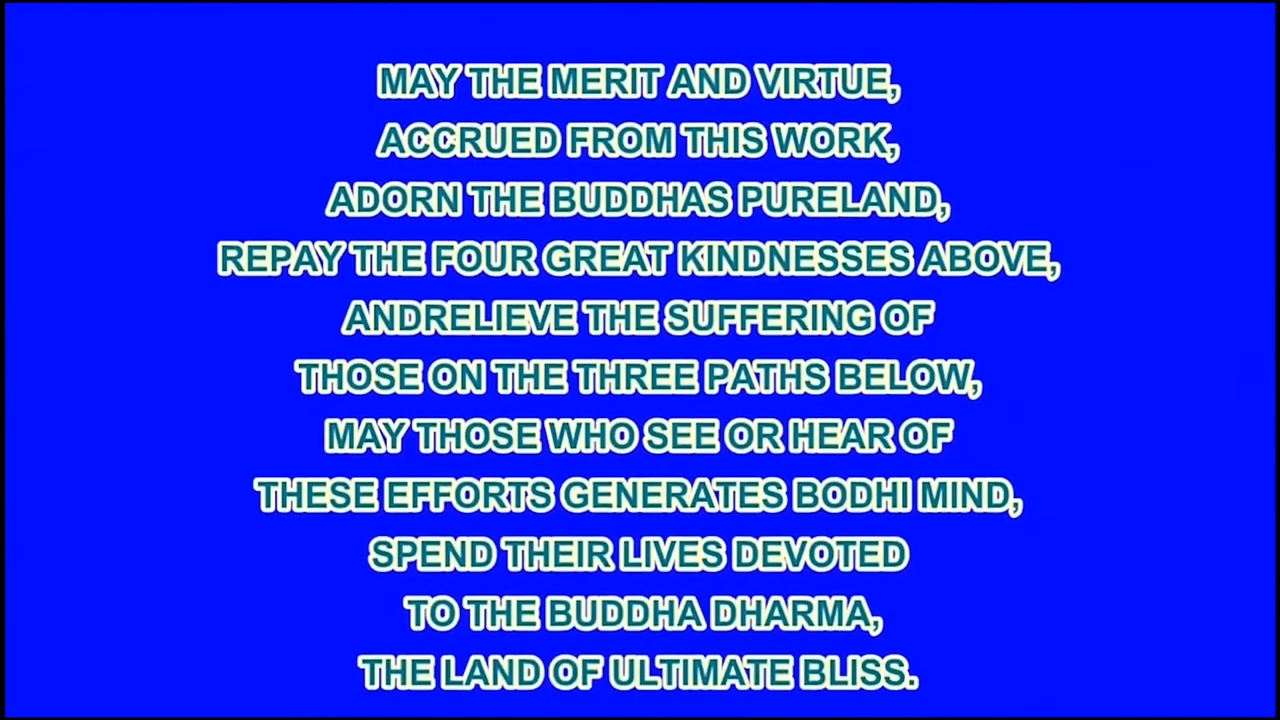 MAY THE MERIT AND VIRTUE,
ACCRUED FROM THIS WORK,
ADORN THE BUDDHAS PURELAND,
REPAY THE FOUR GREAT KINDNESSES ABOVE,
ANDRELIEVE THE SUFFERING OF
THOSE ON THE THREE PATHS BELOW,
MAY THOSE WHO SEE OR HEAR OF
THESE EFFORTS GENERATES BODHI MIND,
SPEND THEIR LIVES DEVOTED
TO THE BUDDHA DHARMA,
THE LAND OF ULTIMATE BLISS.